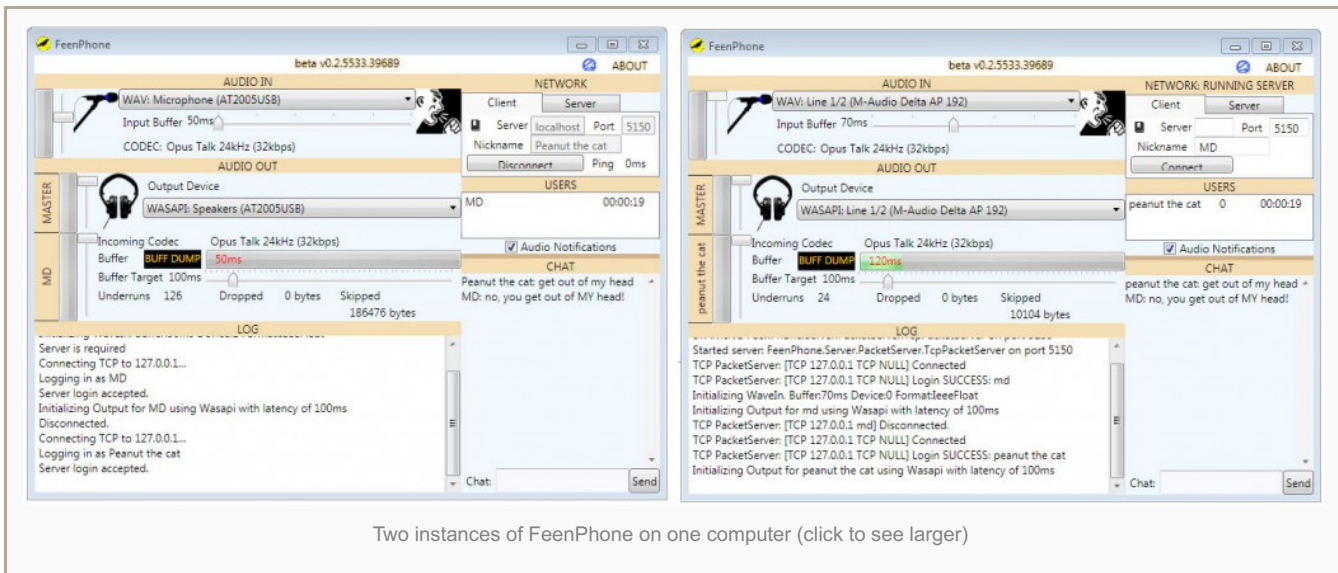 FeenPhone
beta v0.2.5533.39689
ABOUT
AUDIO IN
WAV: Microphone (AT2005USB)
Input Buffer 50ms
CODEC: Opus Talk 24kHz (32kbps)
AUDIO OUT
MASTER
Output Device
WASAPI: Speakers (AT2005USB)
MD
Incoming Codec Opus Talk 24kHz (32kbps)
Buffer BUFF DUMP 50ms
Buffer Target 100ms
Underruns 126 Dropped 0 bytes Skipped
186476 bytes
LOG
Server is required
Connecting TCP to 127.0.0.1...
Logging in as MD
Server login accepted.
Initializing Output for MD using Wasapi with latency of 100ms
Disconnected.
Connecting TCP to 127.0.0.1...
Logging in as Peanut the cat
Server login accepted.
NETWORK
Client Server
Server localhost Port 5150
Nickname Peanut the cat
Disconnect Ping 0ms
USERS
MD 00:00:19
Audio Notifications
CHAT
Peanut the cat: get out of my head
MD: no, you get out of MY head!
Chat: Send
FeenPhone
beta v0.2.5533.39689
ABOUT
AUDIO IN
WAV: Line 1/2 (M-Audio Delta AP 192)
Input Buffer 70ms
CODEC: Opus Talk 24kHz (32kbps)
AUDIO OUT
MASTER
Output Device
WASAPI: Line 1/2 (M-Audio Delta AP 192)
peanut the cat
Incoming Codec Opus Talk 24kHz (32kbps)
Buffer BUFF DUMP 120ms
Buffer Target 100ms
Underruns 24 Dropped 0 bytes Skipped
10104 bytes
LOG
Started server: FeenPhone.Server.PacketServer.TcpPacketServer on port 5150
TCP PacketServer: [TCP 127.0.0.1 TCP NULL] Connected
TCP PacketServer: [TCP 127.0.0.1 TCP NULL] Login SUCCESS: md
Initializing WaveIn. Buffer:70ms Device:0 Format:IeeeFloat
Initializing Output for md using Wasapi with latency of 100ms
TCP PacketServer: [TCP 127.0.0.1 md] Disconnected.
TCP PacketServer: [TCP 127.0.0.1 TCP NULL] Connected
TCP PacketServer: [TCP 127.0.0.1 TCP NULL] Login SUCCESS: peanut the cat
Initializing Output for peanut the cat using Wasapi with latency of 100ms
NETWORK: RUNNING SERVER
Client Server
Server Port 5150
Nickname MD
Connect
USERS
peanut the cat 0 00:00:19
Audio Notifications
CHAT
peanut the cat: get out of my head
MD: no, you get out of MY head!
Chat: Send
Two instances of FeenPhone on one computer (click to see larger)